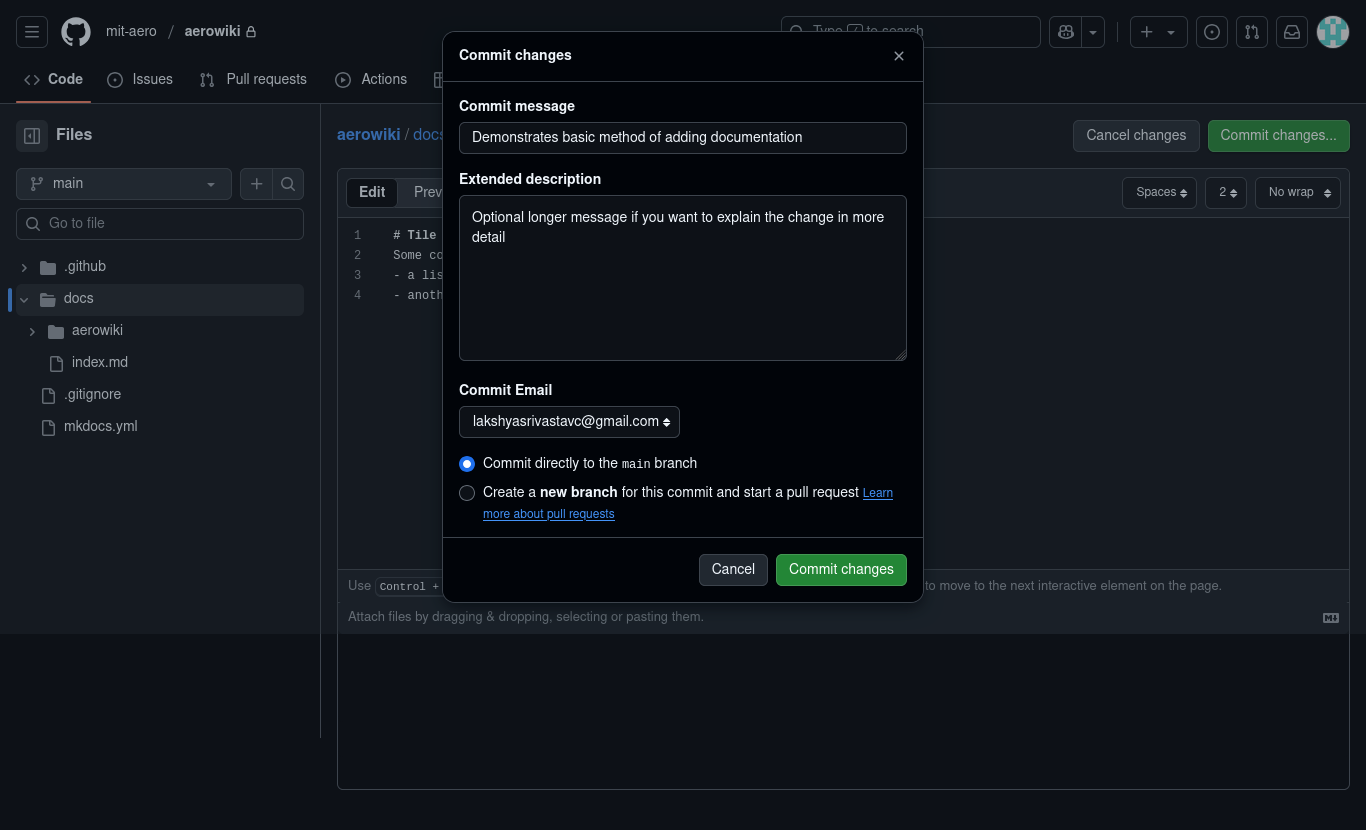 mit-aero / aerowiki
Type / to search
Code
Issues
Pull requests
Actions
Files
main
Go to file
.github
docs
aerowiki
index.md
.gitignore
mkdocs.yml
aerowiki / docs
Cancel changes
Commit changes...
Edit
Spaces
2
No wrap
1 # Tile
2 Some
3 - a
4 -
Use Control +
to move to the next interactive element on the page.
Attach files by dragging & dropping, selecting or pasting them.
Commit changes
Commit message
Demonstrates basic method of adding documentation
Extended description
Optional longer message if you want to explain the change in more
detail
Commit Email
lakshyasrivastavc@gmail.com
Commit directly to the main branch
Create a new branch for this commit and start a pull request Learn
more about pull requests
Cancel
Commit changes